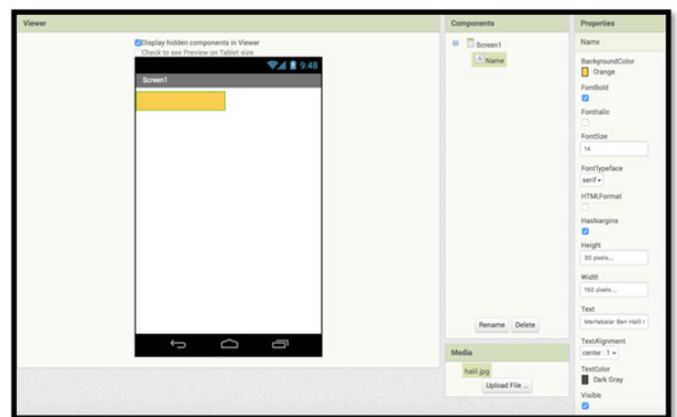 Viewer
Display hidden components in Viewer
Check to see Preview on Tablet size.
9:48
Screen1
Components
Screen1
Name
Rename Delete
Media
halil.jpg
Upload File ...
Properties
Name
BackgroundColor
Orange
FontBold
FontItalic
FontSize
14
FontTypeface
serif
HTMLFormat
HasMargins
Height
30 pixels...
Width
150 pixels...
Text
Ben Halil
TextAlignment
center : 1
TextColor
Dark Gray
Visible